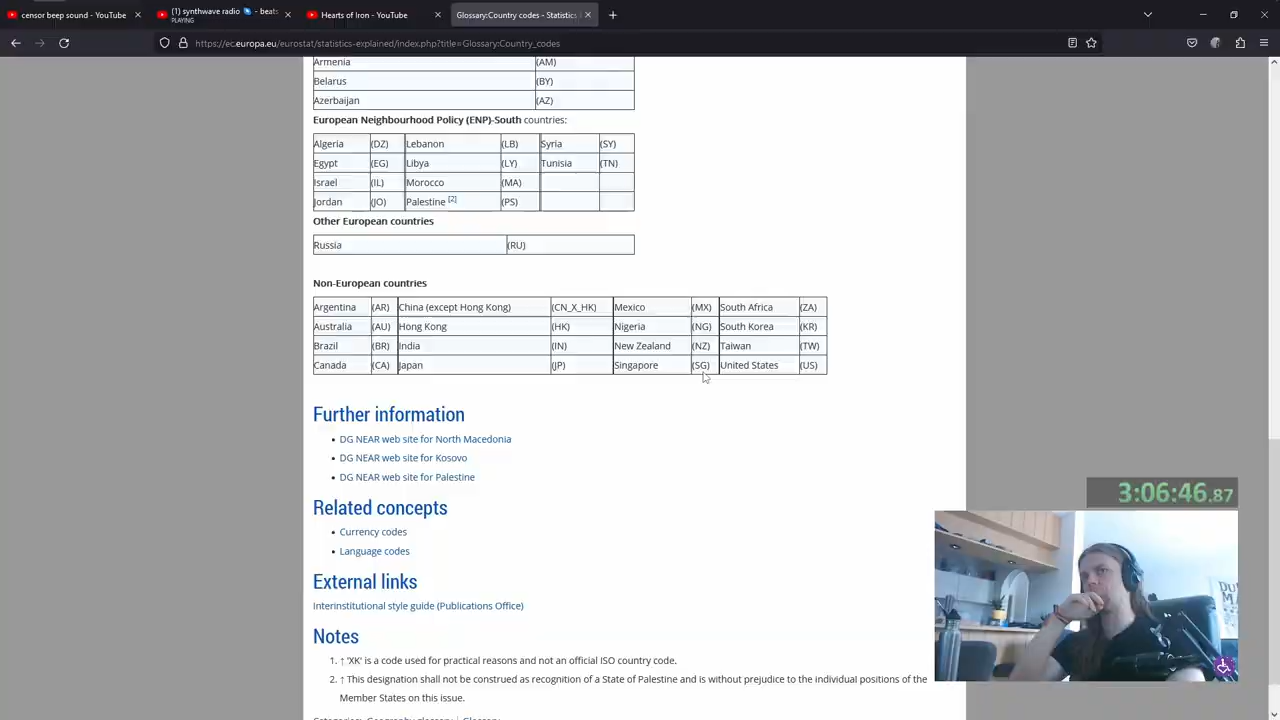 censor beep sound - YouTube
(1) synthwave radio - beats
PLAYING
Hearts of Iron - YouTube
Glossary:Country codes - Statistics
https://ec.europa.eu/eurostat/statistics-explained/index.php?title=Glossary:Country_codes
Armenia (AM)
Belarus (BY)
Azerbaijan (AZ)
European Neighbourhood Policy (ENP)-South countries:
Algeria (DZ) Lebanon (LB) Syria (SY)
Egypt (EG) Libya (LY) Tunisia (TN)
Israel (IL) Morocco (MA)
Jordan (JO) Palestine [2] (PS)
Other European countries
Russia (RU)
Non-European countries
Argentina (AR) China (except Hong Kong) (CN_X_HK) Mexico (MX) South Africa (ZA)
Australia (AU) Hong Kong (HK) Nigeria (NG) South Korea (KR)
Brazil (BR) India (IN) New Zealand (NZ) Taiwan (TW)
Canada (CA) Japan (JP) Singapore (SG) United States (US)
Further information
• DG NEAR web site for North Macedonia
• DG NEAR web site for Kosovo
• DG NEAR web site for Palestine
3:06:46.87
Related concepts
• Currency codes
• Language codes
External links
Interinstitutional style guide (Publications Office)
Notes
1. ↑ 'XK' is a code used for practical reasons and not an official ISO country code.
2. ↑ This designation shall not be construed as recognition of a State of Palestine and is without prejudice to the individual positions of the
Member States on this issue.
Categories: Geography glossary | Glossary